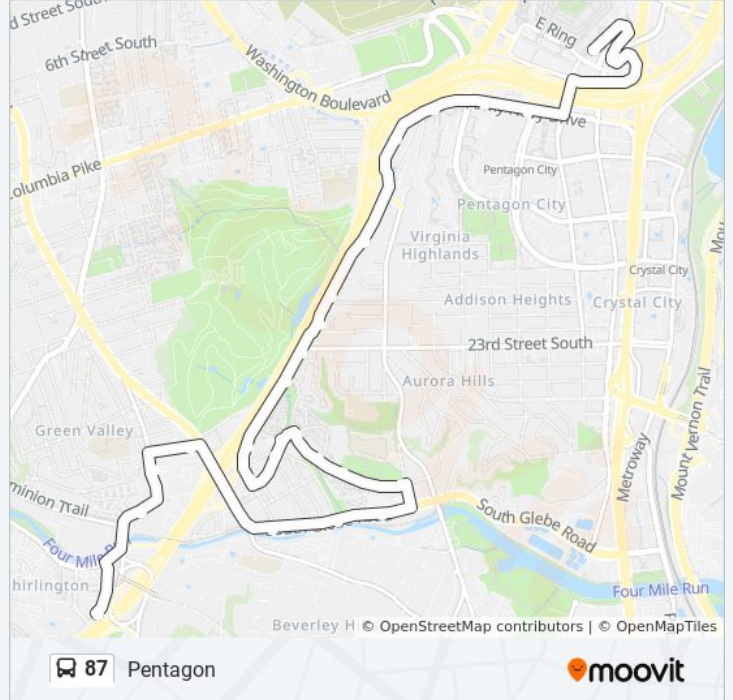 d Street South
E Ring
6th Street South
Washington Boulevard
Columbia Pike
Pentagon City
Pentagon City
Virginia
Highlands
Crystal City
Addison Heights
Crystal City
23rd Street South
Aurora Hills
Mount Vernon Trail
Green Valley
Metroway
minion Trail
South Glebe Road
Four Mile R
hirlington
Four Mile Run
Beverley H
© OpenStreetMap contributors | © OpenMapTiles
87 Pentagon
moovit